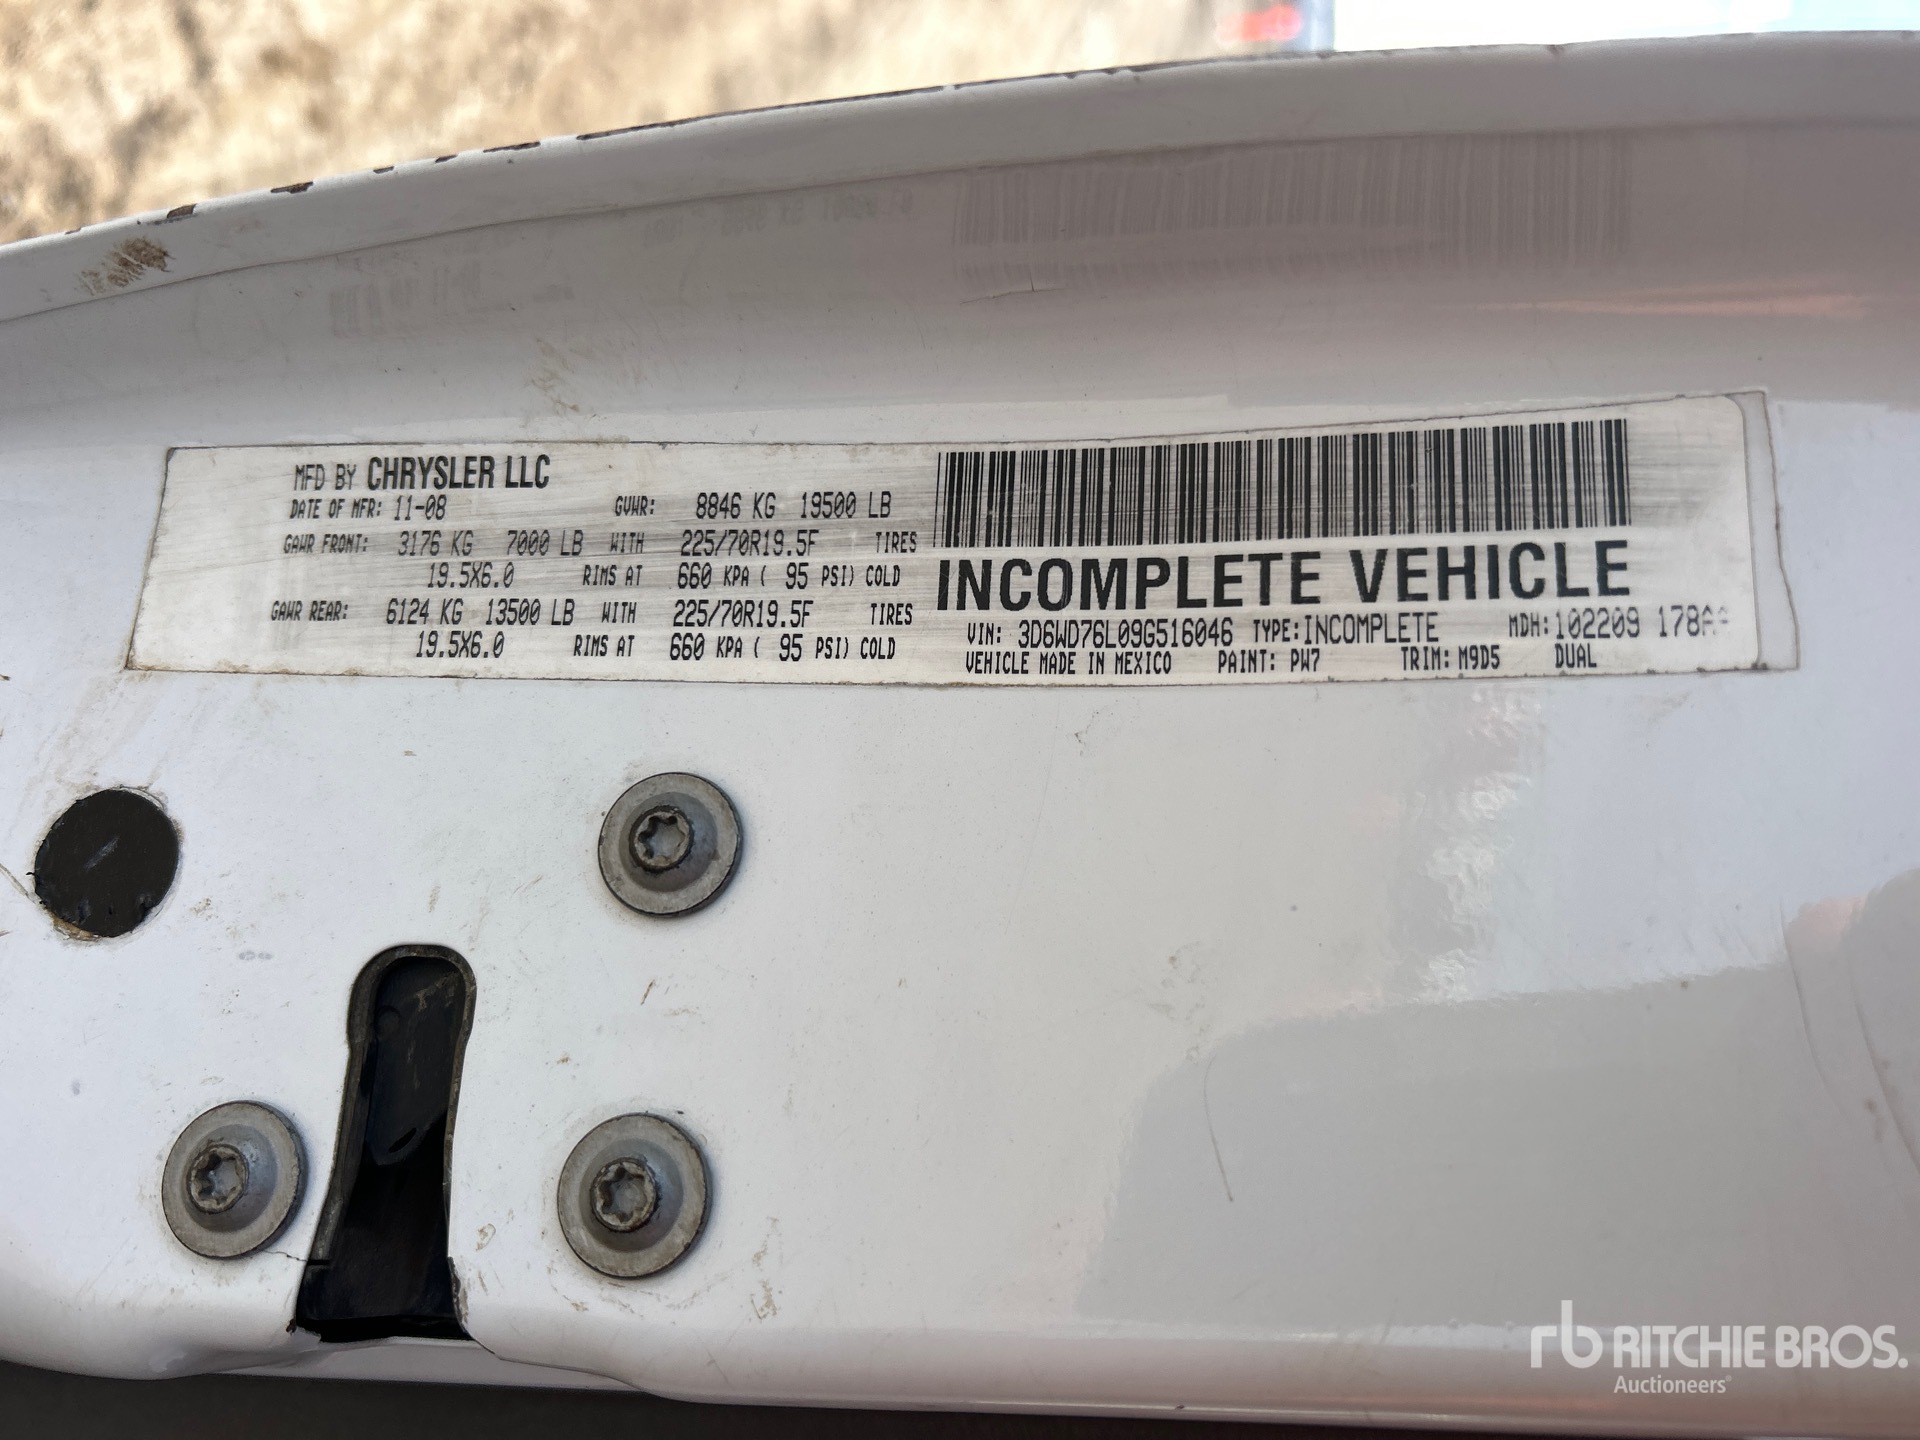 MFD BY CHRYSLER LLC
DATE OF MFR: 11-08 GVWR: 8846 KG 19500 LB
GAWR FRONT: 3176 KG 7000 LB WITH 225/70R19.5F TIRES
19.5X6.0 RIMS AT 660 KPA ( 95 PSI) COLD
GAWR REAR: 6124 KG 13500 LB WITH 225/70R19.5F TIRES
19.5X6.0 RIMS AT 660 KPA ( 95 PSI) COLD
INCOMPLETE VEHICLE
VIN: 3D6WD76L09G516046 TYPE: INCOMPLETE MDH: 102209
VEHICLE MADE IN MEXICO PAINT: PW7 TRIM: M9D5 DUAL
rb RITCHIE BROS.
Auctioneers